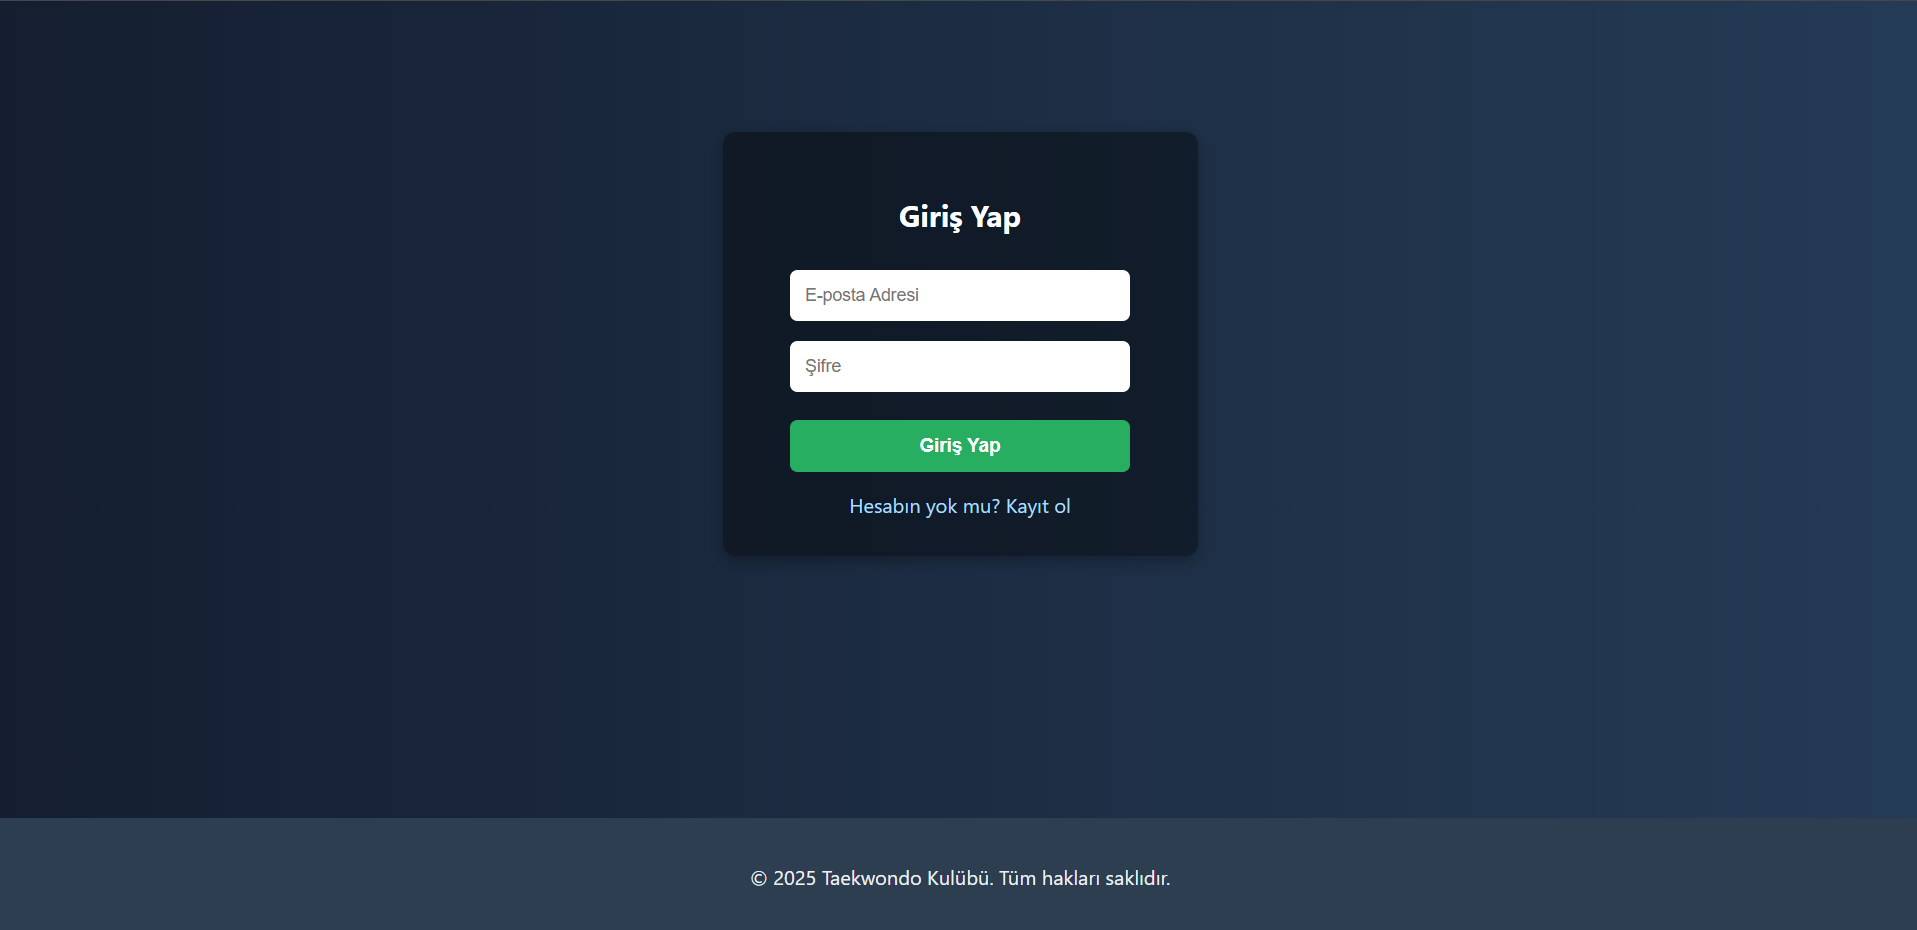 Giriş Yap
E-posta Adresi
Şifre
Giriş Yap
Hesabın yok mu? Kayıt ol
© 2025 Taekwondo Kulübü. Tüm hakları saklıdır.